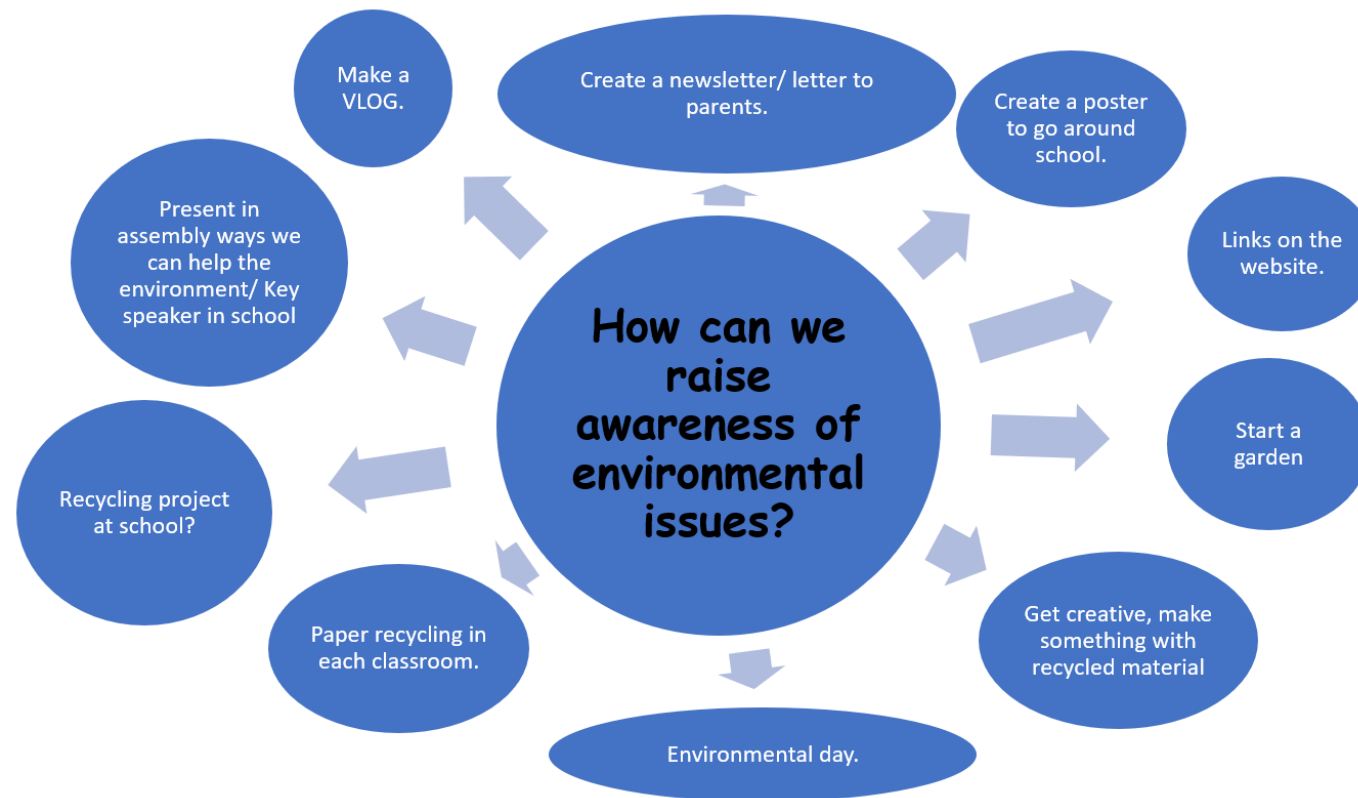 Make a
VLOG.
Create a newsletter/ letter to
parents.
Create a poster
to go around
school.
Present in
assembly ways we
can help the
environment/ Key
speaker in school
Links on the
website.
How can we
raise
awareness of
environmental
issues?
Start a
garden
Recycling project
at school?
Get creative, make
something with
recycled material
Paper recycling in
each classroom.
Environmental day.